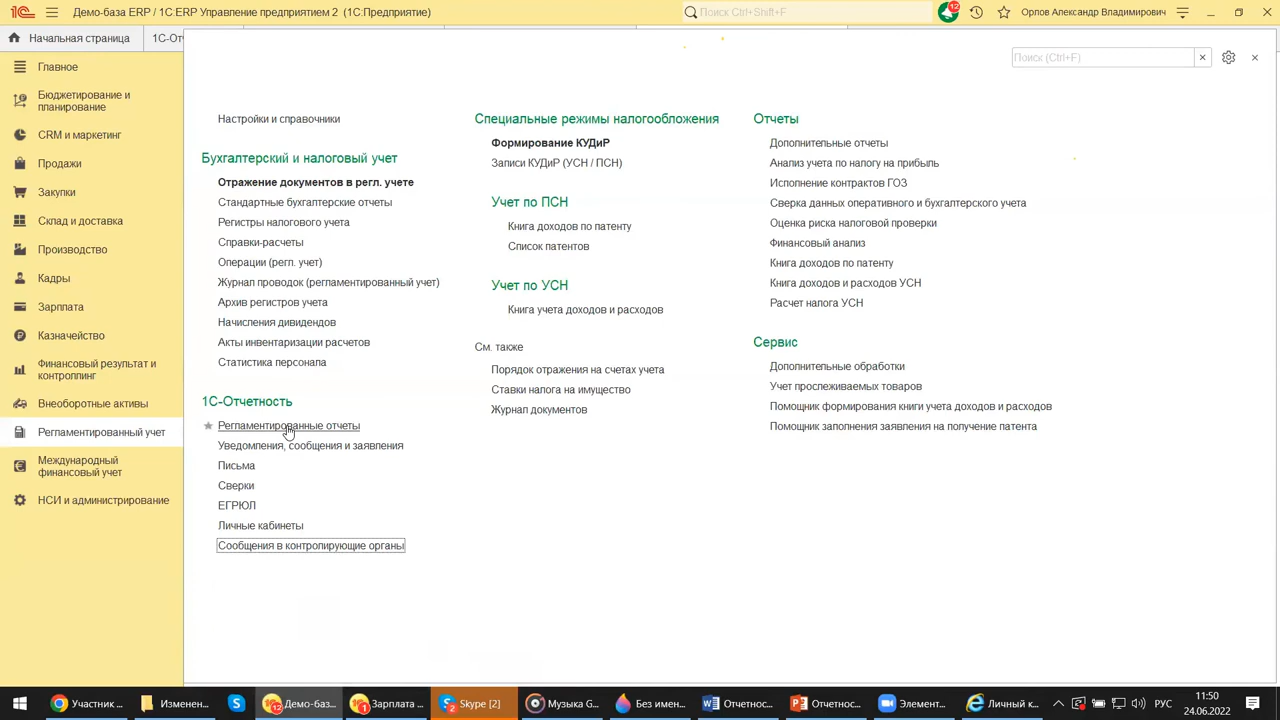 Демо-база ERP / 1С:ERP Управление предприятием 2 (1С:Предприятие)
Поиск Ctrl+Shift+F
12
Орлов Александр Владимирович
Начальная страница
1С-От
Поиск (Ctrl+F)
Главное
Бюджетирование и
планирование
CRM и маркетинг
Продажи
Закупки
Склад и доставка
Производство
Кадры
Зарплата
Казначейство
Финансовый результат и
контроллинг
Внеоборотные активы
Регламентированный учет
Международный
финансовый учет
НСИ и администрирование
Настройки и справочники
Бухгалтерский и налоговый учет
Отражение документов в регл. учете
Стандартные бухгалтерские отчеты
Регистры налогового учета
Справки-расчеты
Операции (регл. учет)
Журнал проводок (регламентированный учет)
Архив регистров учета
Начисления дивидендов
Акты инвентаризации расчетов
Статистика персонала
1С-Отчетность
Регламентированные отчеты
Уведомления, сообщения и заявления
Письма
Сверки
ЕГРЮЛ
Личные кабинеты
Сообщения в контролирующие органы
Специальные режимы налогообложения
Формирование КУДиР
Записи КУДиР (УСН / ПСН)
Учет по ПСН
Книга доходов по патенту
Список патентов
Учет по УСН
Книга учета доходов и расходов
См. также
Порядок отражения на счетах учета
Ставки налога на имущество
Журнал документов
Отчеты
Дополнительные отчеты
Анализ учета по налогу на прибыль
Исполнение контрактов ГОЗ
Сверка данных оперативного и бухгалтерского учета
Оценка риска налоговой проверки
Финансовый анализ
Книга доходов по патенту
Книга доходов и расходов УСН
Расчет налога УСН
Сервис
Дополнительные обработки
Учет прослеживаемых товаров
Помощник формирования книги учета доходов и расходов
Помощник заполнения заявления на получение патента
Участник ...
Изменен...
12 Демо-баз...
1 Зарплата ...
2 Skype [2]
Музыка G...
Без имен...
Отчетнос...
Отчетнос...
Элемент...
Личный к...
РУС
11:50
24.06.2022